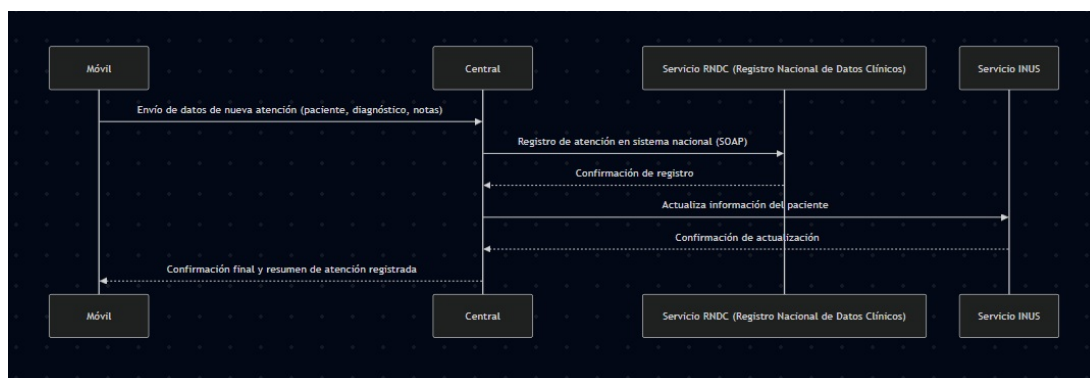 Móvil
Central
Servicio RNDC (Registro Nacional de Datos Clínicos)
Servicio INUS
Envío de datos de nueva atención (paciente, diagnóstico, notas)
Registro de atención en sistema nacional (SOAP)
Confirmación de registro
Actualiza información del paciente
Confirmación de actualización
Confirmación final y resumen de atención registrada
Móvil
Central
Servicio RNDC (Registro Nacional de Datos Clínicos)
Servicio INUS